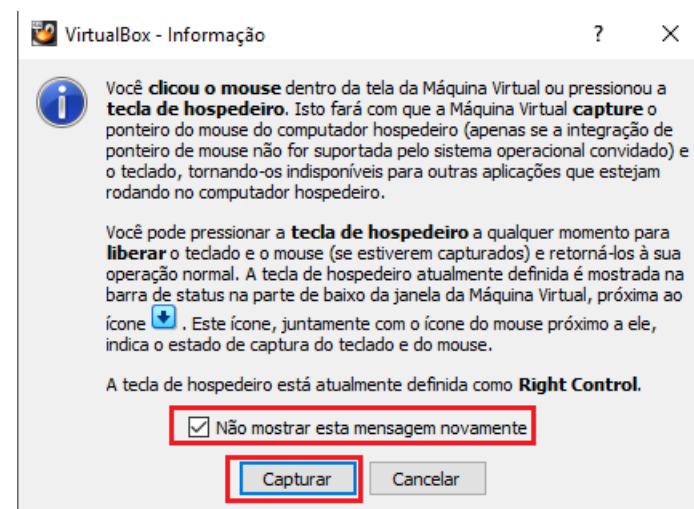 VirtualBox - Informação ? ×
Você clicou o mouse dentro da tela da Máquina Virtual ou pressionou a
tecla de hospedeiro. Isto fará com que a Máquina Virtual capture o
ponteiro do mouse do computador hospedeiro (apenas se a integração de
ponteiro de mouse não for suportada pelo sistema operacional convidado) e
o teclado, tornando-os indisponíveis para outras aplicações que estejam
rodando no computador hospedeiro.
Você pode pressionar a tecla de hospedeiro a qualquer momento para
liberar o teclado e o mouse (se estiverem capturados) e retorná-los à sua
operação normal. A tecla de hospedeiro atualmente definida é mostrada na
barra de status na parte de baixo da janela da Máquina Virtual, próxima ao
ícone . Este ícone, juntamente com o ícone do mouse próximo a ele,
indica o estado de captura do teclado e do mouse.
A tecla de hospedeiro está atualmente definida como Right Control.
Não mostrar esta mensagem novamente
Capturar Cancelar